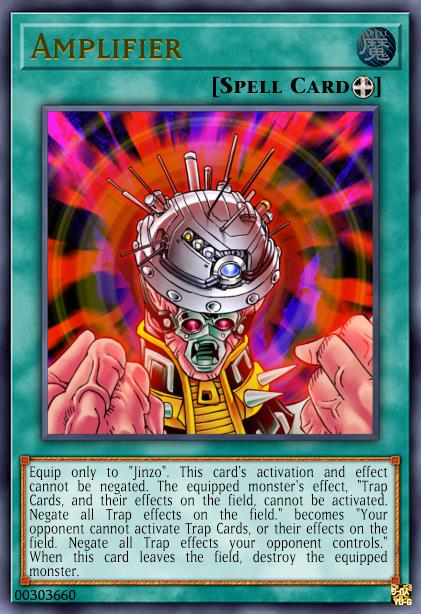 AMPLIFIER
SPELL
魔
[SPELL CARD]
Equip only to "Jinzo". This card's activation and effect
cannot be negated. The equipped monster's effect, "Trap
Cards, and their effects on the field, cannot be activated.
Negate all Trap effects on the field." becomes "Your
opponent cannot activate Trap Cards, or their effects on the
field. Negate all Trap effects your opponent controls."
When this card leaves the field, destroy the equipped
monster.
00303660